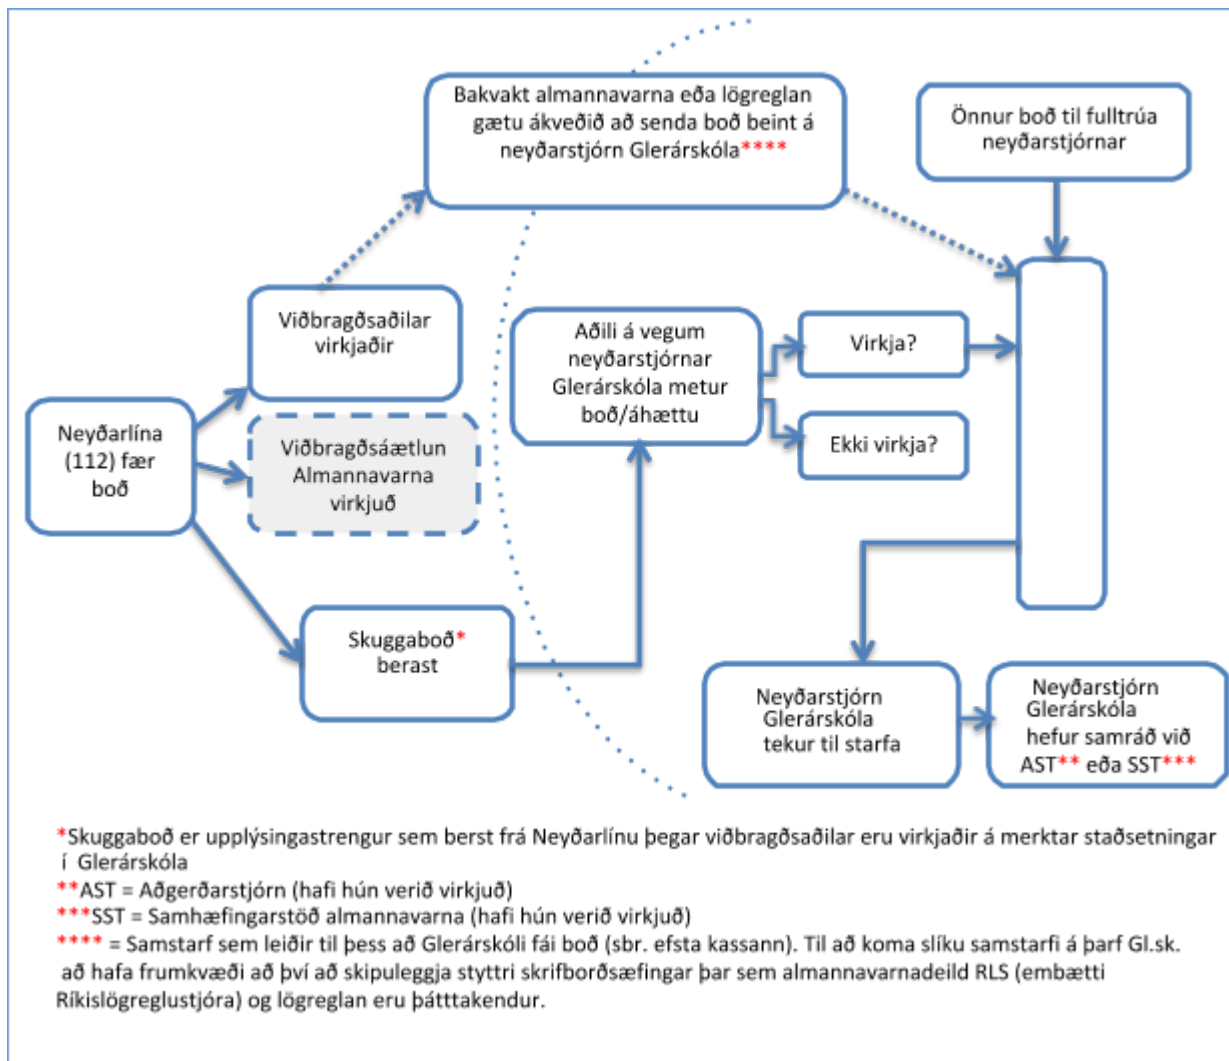 Bakvakt almannavarna eða lögreglan
gætu ákveðið að senda boð beint á
neyðarstjórn Glerárskóla****
Önnur boð til fulltrúa
neyðarstjórnar
Viðbragðsaðilar
virkjaðir
Aðili á vegum
neyðarstjórnar
Glerárskóla metur
boð/áhættu
Virkja?
Ekki virkja?
Neyðarlína
(112) fær
boð
Viðbragðsáætlun
Almannavarna
virkjuð
Skuggaboð*
berast
Neyðarstjórn
Glerárskóla
tekur til starfa
Neyðarstjórn
Glerárskóla
hefur samráð við
AST** eða SST***
*Skuggaboð er upplýsingastrengur sem berst frá Neyðarlínu þegar viðbragðsaðilar eru virkjaðir á merktar staðsetningar
í Glerárskóla
**AST = Aðgerðarstjórn (hafi hún verið virkjuð)
***SST = Samhæfingarstöð almannavarna (hafi hún verið virkjuð)
**** = Samstarf sem leiðir til þess að Glerárskóli fái boð (sbr. efsta kassann). Til að koma slíku samstarfi á þarf Gl.sk.
að hafa frumkvæði að því að skipuleggja styttri skrifborðsæfingar þar sem almannavarnadeild RLS (embætti
Ríkislögreglustjóra) og lögreglan eru þátttakendur.